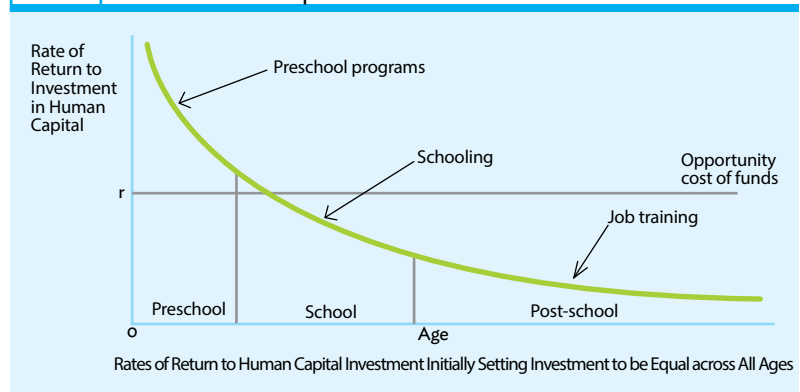 Rate of
Return to
Investment
in Human
Capital
Preschool programs
Schooling
Opportunity
cost of funds
r
Job training
Preschool
School
Post-school
o
Age
Rates of Return to Human Capital Investment Initially Setting Investment to be Equal across All Ages